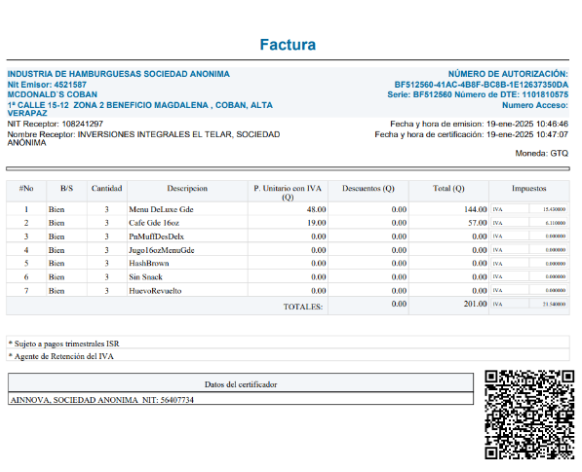 Factura
INDUSTRIA DE HAMBURGUESAS SOCIEDAD ANONIMA
Nit Emisor: 4521587
MCDONALD´S COBAN
1ª CALLE 15-12 ZONA 2 BENEFICIO MAGDALENA , COBAN, ALTA
VERAPAZ
NIT Receptor: 108241297
Nombre Receptor: INVERSIONES INTEGRALES EL TELAR, SOCIEDAD
ANÓNIMA
NÚMERO DE AUTORIZACIÓN:
BF512560-41AC-4B8F-BC8B-1E12637350DA
Serie: BF512560 Número de DTE: 1101810575
Numero Acceso:
Fecha y hora de emision: 19-ene-2025 10:46:46
Fecha y hora de certificación: 19-ene-2025 10:47:07
Moneda: GTQ
#No B/S Cantidad Descripcion P. Unitario con IVA (Q) Descuentos (Q) Total (Q) Impuestos
1 Bien 3 Menu DeLuxe Gde 48.00 0.00 144.00 IVA 15.430000
2 Bien 3 Cafe Gde 16oz 19.00 0.00 57.00 IVA 6.110000
3 Bien 3 PnMuffDesDelx 0.00 0.00 0.00 IVA 0.000000
4 Bien 3 Jugo16ozMenuGde 0.00 0.00 0.00 IVA 0.000000
5 Bien 3 HashBrown 0.00 0.00 0.00 IVA 0.000000
6 Bien 3 Sin Snack 0.00 0.00 0.00 IVA 0.000000
7 Bien 3 HuevoRevuelto 0.00 0.00 0.00 IVA 0.000000
TOTALES: 0.00 201.00 IVA 21.540000
* Sujeto a pagos trimestrales ISR
* Agente de Retención del IVA
Datos del certificador
AINNOVA, SOCIEDAD ANONIMA NIT: 56407734